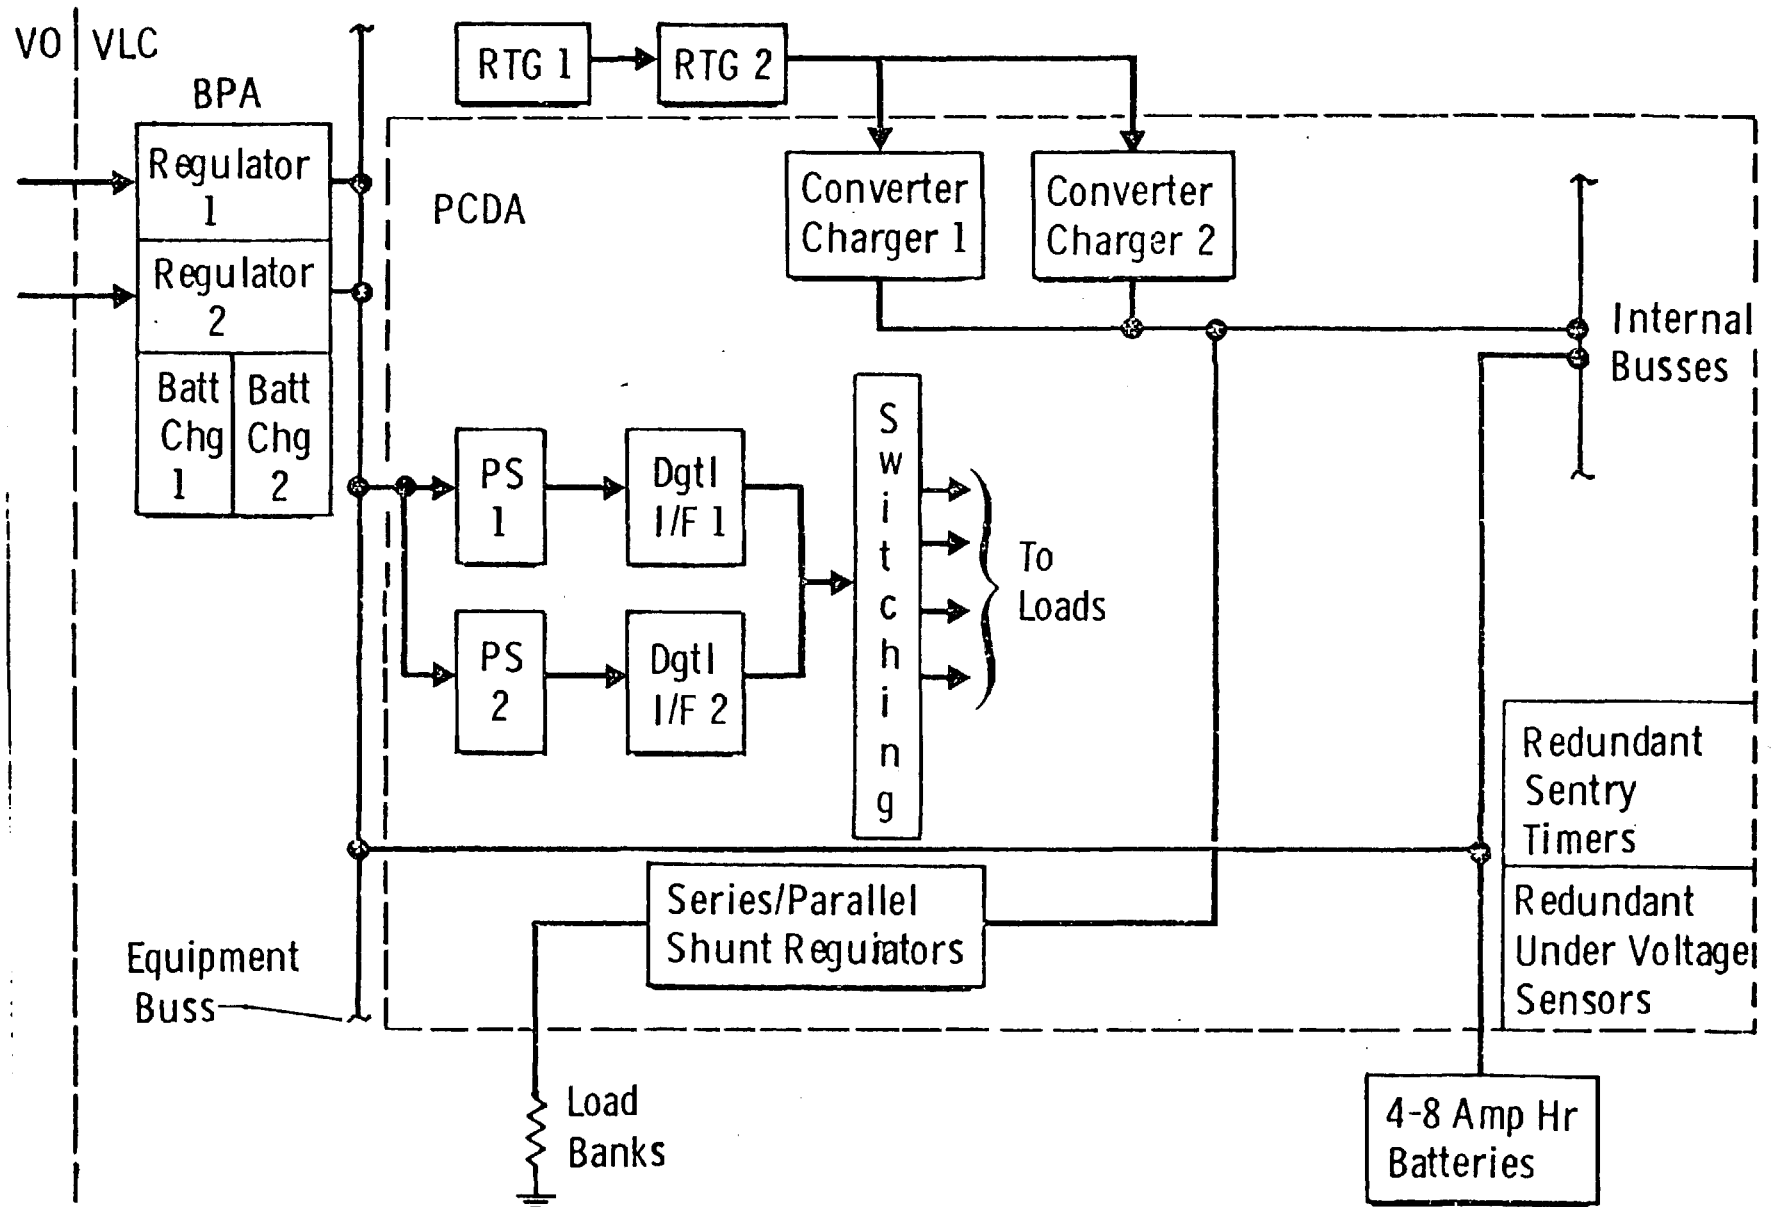 VO
VLC
BPA
Regulator
1
Regulator
2
Batt
Chg
1
Batt
Chg
2
RTG 1
RTG 2
PCDA
Converter
Charger 1
Converter
Charger 2
Internal
Busses
PS
1
Dgtl
I/F 1
PS
2
Dgtl
I/F 2
Switching
To
Loads
Redundant
Sentry
Timers
Redundant
Under Voltage
Sensors
Series/Parallel
Shunt Regulators
Equipment
Buss
Load
Banks
4-8 Amp Hr
Batteries